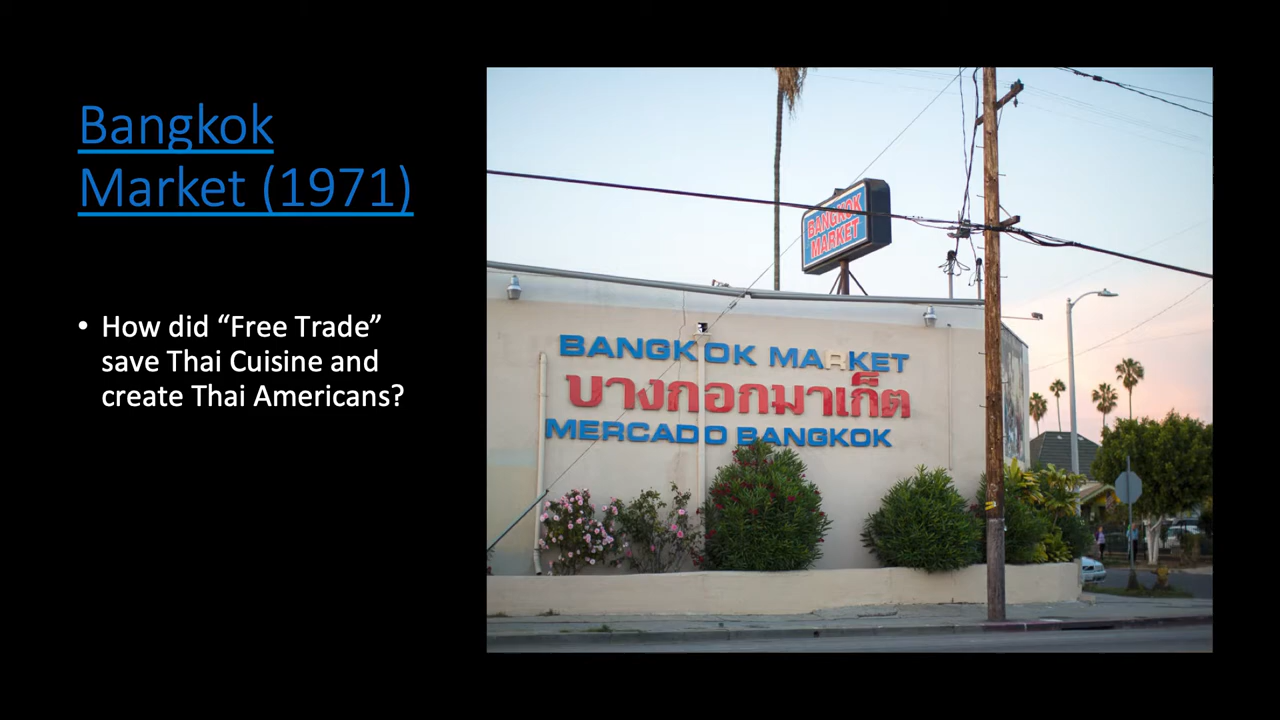 Bangkok
Market (1971)
• How did “Free Trade”
save Thai Cuisine and
create Thai Americans?
BANGKOK
MARKET
BANGKOK MARKET
บางกอกมาเก็ต
MERCADO BANGKOK